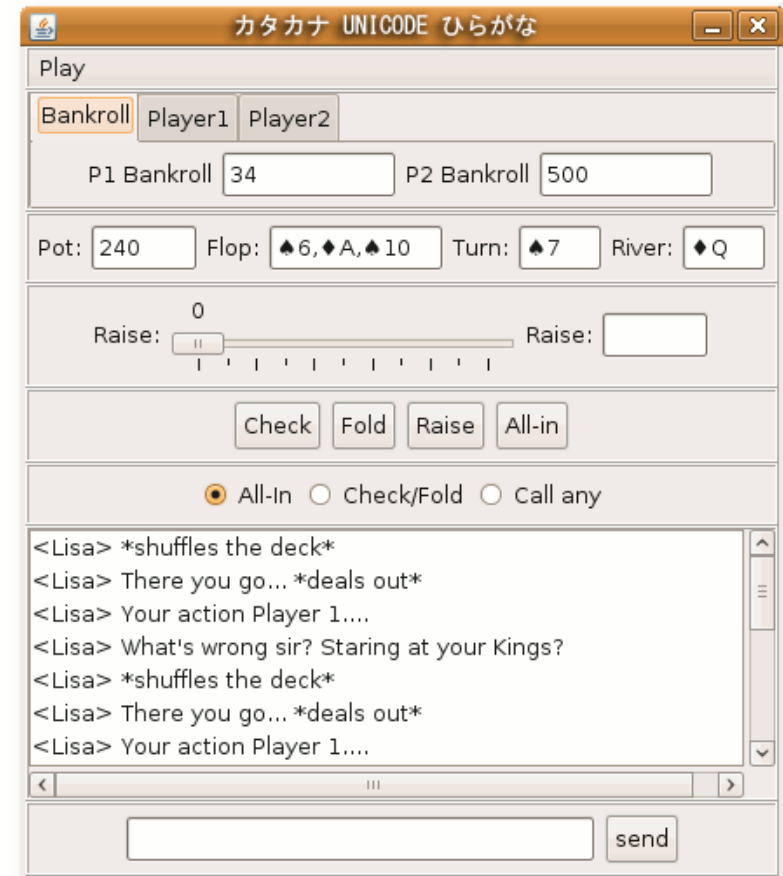 カタカナ UNICODE ひらがな
Play
Bankroll Player1 Player2
P1 Bankroll 34 P2 Bankroll 500
Pot: 240 Flop: ♠6,♦A,♠10 Turn: ♠7 River: ♦Q
0
Raise: Raise:
Check Fold Raise All-in
All-In Check/Fold Call any
<Lisa> *shuffles the deck*
<Lisa> There you go... *deals out*
<Lisa> Your action Player 1....
<Lisa> What's wrong sir? Staring at your Kings?
<Lisa> *shuffles the deck*
<Lisa> There you go... *deals out*
<Lisa> Your action Player 1....
send